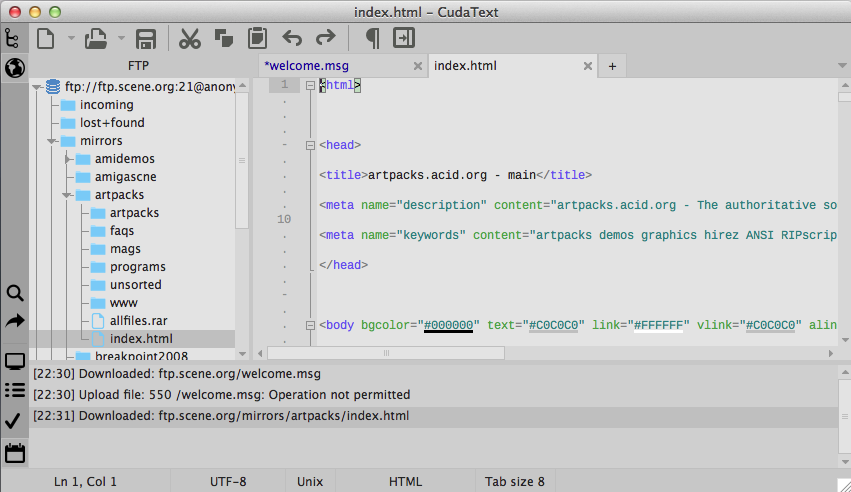 index.html - CudaText
FTP
*welcome.msg
index.html
ftp://ftp.scene.org:21@anony
incoming
lost+found
mirrors
amidemos
amigascne
artpacks
artpacks
faqs
mags
programs
unsorted
www
allfiles.rar
index.html
breakpoint2008
1 <html>
<head>
<title>artpacks.acid.org - main</title>
<meta name="description" content="artpacks.acid.org - The authoritative so
10
<meta name="keywords" content="artpacks demos graphics hirez ANSI RIPscrip
</head>
<body bgcolor="#000000" text="#C0C0C0" link="#FFFFFF" vlink="#C0C0C0" alin
[22:30] Downloaded: ftp.scene.org/welcome.msg
[22:30] Upload file: 550 /welcome.msg: Operation not permitted
[22:31] Downloaded: ftp.scene.org/mirrors/artpacks/index.html
Ln 1, Col 1 UTF-8 Unix HTML Tab size 8